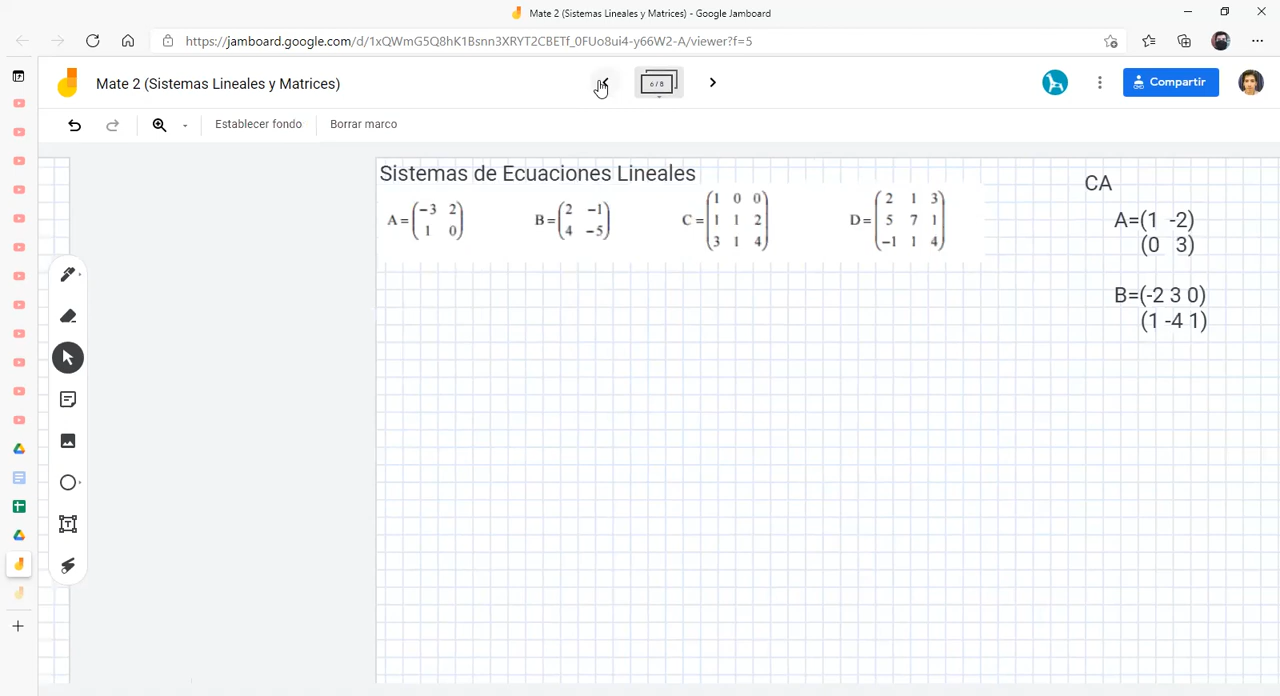 Mate 2 (Sistemas Lineales y Matrices) - Google Jamboard
https://jamboard.google.com/d/1xQWmG5Q8hK1Bsnn3XRYT2CBETf_0FUo8ui4-y66W2-A/viewer?f=5
Mate 2 (Sistemas Lineales y Matrices)
6 / 8
Compartir
Establecer fondo
Borrar marco
Sistemas de Ecuaciones Lineales
A = (−3 2
1 0)
B = (2 −1
4 −5)
C = (1 0 0
1 1 2
3 1 4)
D = (2 1 3
5 7 1
−1 1 4)
CA
A=(1 -2)
(0 3)
B=(-2 3 0)
(1 -4 1)